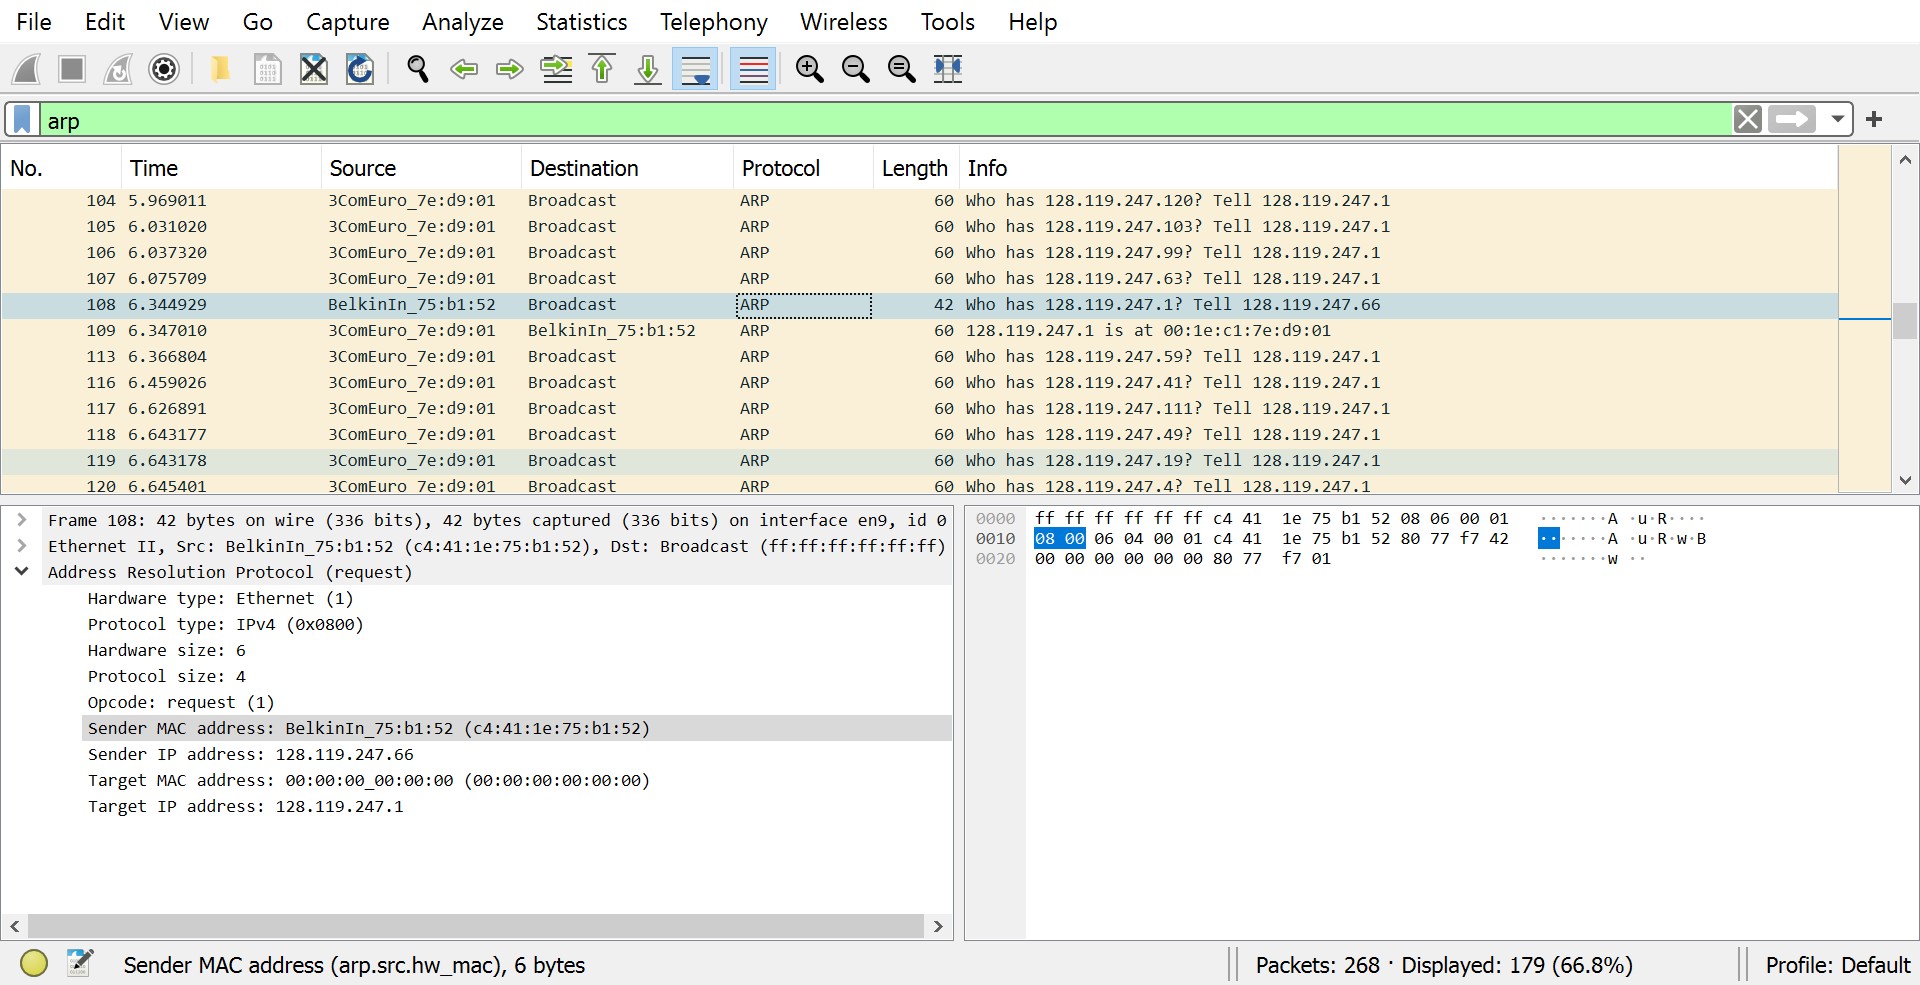 File Edit View Go Capture Analyze Statistics Telephony Wireless Tools Help
arp
No. Time Source Destination Protocol Length Info
104 5.969011 3ComEuro_7e:d9:01 Broadcast ARP 60 Who has 128.119.247.120? Tell 128.119.247.1
105 6.031020 3ComEuro_7e:d9:01 Broadcast ARP 60 Who has 128.119.247.103? Tell 128.119.247.1
106 6.037320 3ComEuro_7e:d9:01 Broadcast ARP 60 Who has 128.119.247.99? Tell 128.119.247.1
107 6.075709 3ComEuro_7e:d9:01 Broadcast ARP 60 Who has 128.119.247.63? Tell 128.119.247.1
108 6.344929 BelkinIn_75:b1:52 Broadcast ARP 42 Who has 128.119.247.1? Tell 128.119.247.66
109 6.347010 3ComEuro_7e:d9:01 BelkinIn_75:b1:52 ARP 60 128.119.247.1 is at 00:1e:c1:7e:d9:01
113 6.366804 3ComEuro_7e:d9:01 Broadcast ARP 60 Who has 128.119.247.59? Tell 128.119.247.1
116 6.459026 3ComEuro_7e:d9:01 Broadcast ARP 60 Who has 128.119.247.41? Tell 128.119.247.1
117 6.626891 3ComEuro_7e:d9:01 Broadcast ARP 60 Who has 128.119.247.111? Tell 128.119.247.1
118 6.643177 3ComEuro_7e:d9:01 Broadcast ARP 60 Who has 128.119.247.49? Tell 128.119.247.1
119 6.643178 3ComEuro_7e:d9:01 Broadcast ARP 60 Who has 128.119.247.19? Tell 128.119.247.1
120 6.645401 3ComEuro_7e:d9:01 Broadcast ARP 60 Who has 128.119.247.4? Tell 128.119.247.1
Frame 108: 42 bytes on wire (336 bits), 42 bytes captured (336 bits) on interface en9, id 0
Ethernet II, Src: BelkinIn_75:b1:52 (c4:41:1e:75:b1:52), Dst: Broadcast (ff:ff:ff:ff:ff:ff)
Address Resolution Protocol (request)
Hardware type: Ethernet (1)
Protocol type: IPv4 (0x0800)
Hardware size: 6
Protocol size: 4
Opcode: request (1)
Sender MAC address: BelkinIn_75:b1:52 (c4:41:1e:75:b1:52)
Sender IP address: 128.119.247.66
Target MAC address: 00:00:00_00:00:00 (00:00:00:00:00:00)
Target IP address: 128.119.247.1
0000 ff ff ff ff ff ff c4 41 1e 75 b1 52 08 06 00 01 ·······A ·u·R····
0010 08 00 06 04 00 01 c4 41 1e 75 b1 52 80 77 f7 42 ·······A ·u·R·w·B
0020 00 00 00 00 00 00 80 77 f7 01 ·······w ··
Sender MAC address (arp.src.hw_mac), 6 bytes
Packets: 268 · Displayed: 179 (66.8%)
Profile: Default